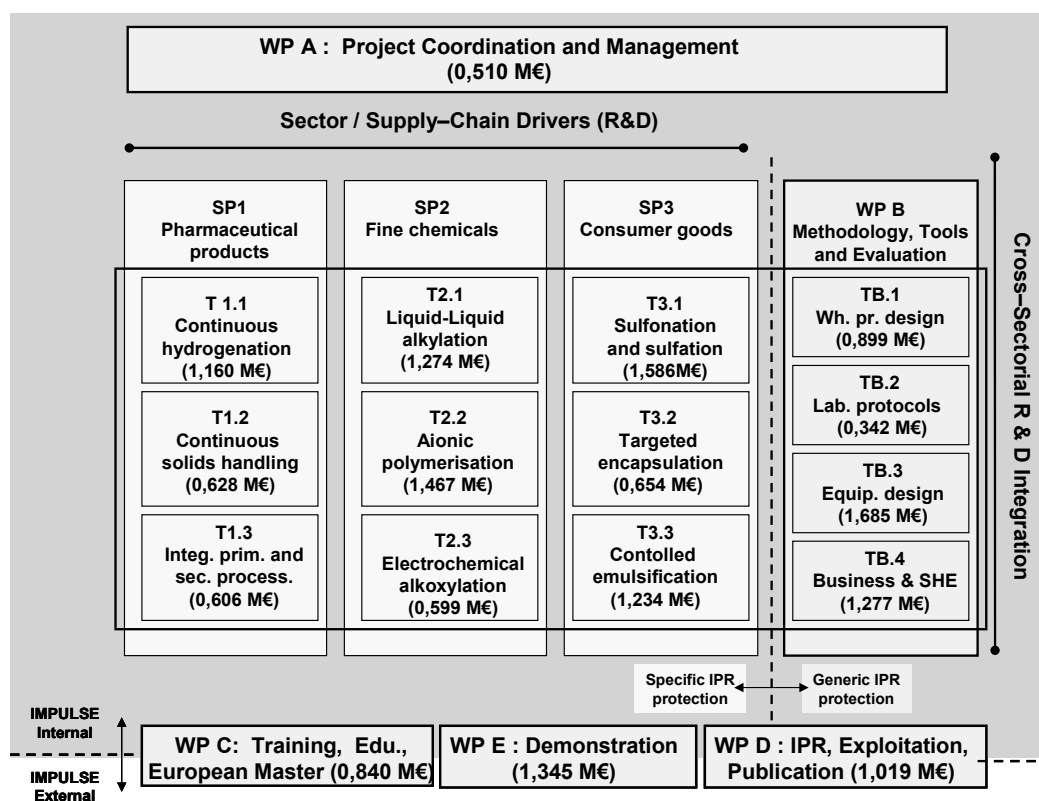 WP A : Project Coordination and Management
(0,510 M€)
Sector / Supply–Chain Drivers (R&D)
SP1
Pharmaceutical
products
T 1.1
Continuous
hydrogenation
(1,160 M€)
T1.2
Continuous
solids handling
(0,628 M€)
T1.3
Integ. prim. and
sec. process.
(0,606 M€)
SP2
Fine chemicals
T2.1
Liquid-Liquid
alkylation
(1,274 M€)
T2.2
Aionic
polymerisation
(1,467 M€)
T2.3
Electrochemical
alkoxylation
(0,599 M€)
SP3
Consumer goods
T3.1
Sulfonation
and sulfation
(1,586M€)
T3.2
Targeted
encapsulation
(0,654 M€)
T3.3
Contolled
emulsification
(1,234 M€)
WP B
Methodology, Tools
and Evaluation
TB.1
Wh. pr. design
(0,899 M€)
TB.2
Lab. protocols
(0,342 M€)
TB.3
Equip. design
(1,685 M€)
TB.4
Business & SHE
(1,277 M€)
Cross–Sectorial R & D Integration
Specific IPR
protection
Generic IPR
protection
IMPULSE
Internal
IMPULSE
External
WP C: Training, Edu.,
European Master (0,840 M€)
WP E : Demonstration
(1,345 M€)
WP D : IPR, Exploitation,
Publication (1,019 M€)